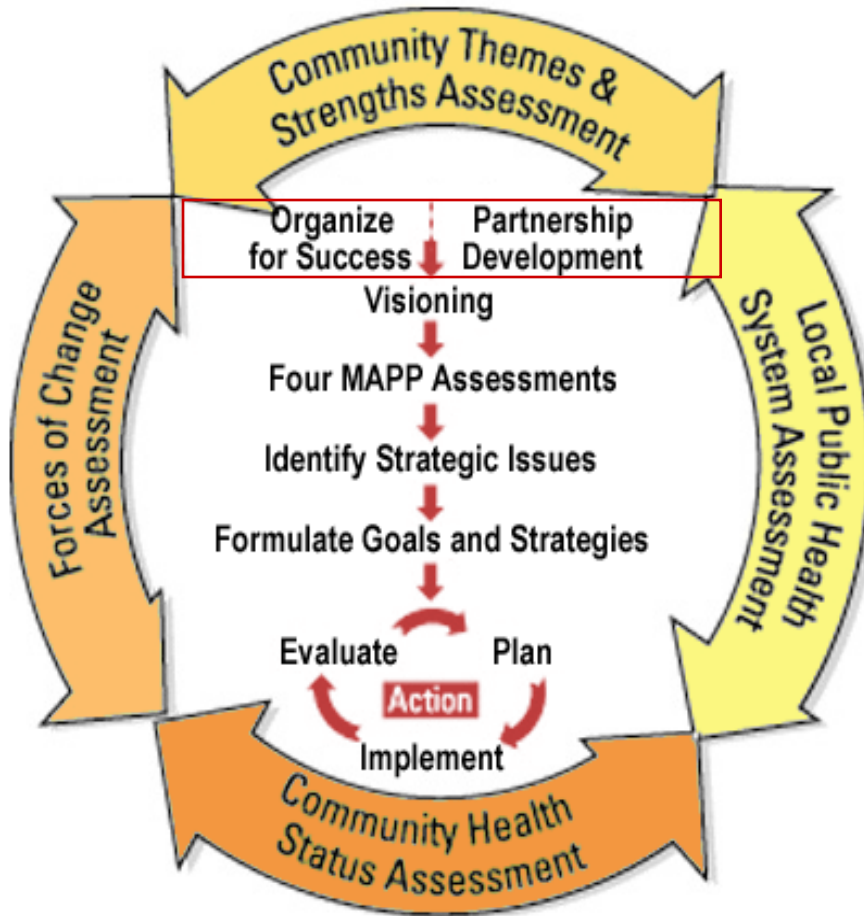 Community Themes &
Strengths Assessment
Organize
for Success
Partnership
Development
Visioning
Four MAPP Assessments
Identify Strategic Issues
Formulate Goals and Strategies
Evaluate
Plan
Action
Implement
Forces of Change
Assessment
Local Public Health
System Assessment
Community Health
Status Assessment